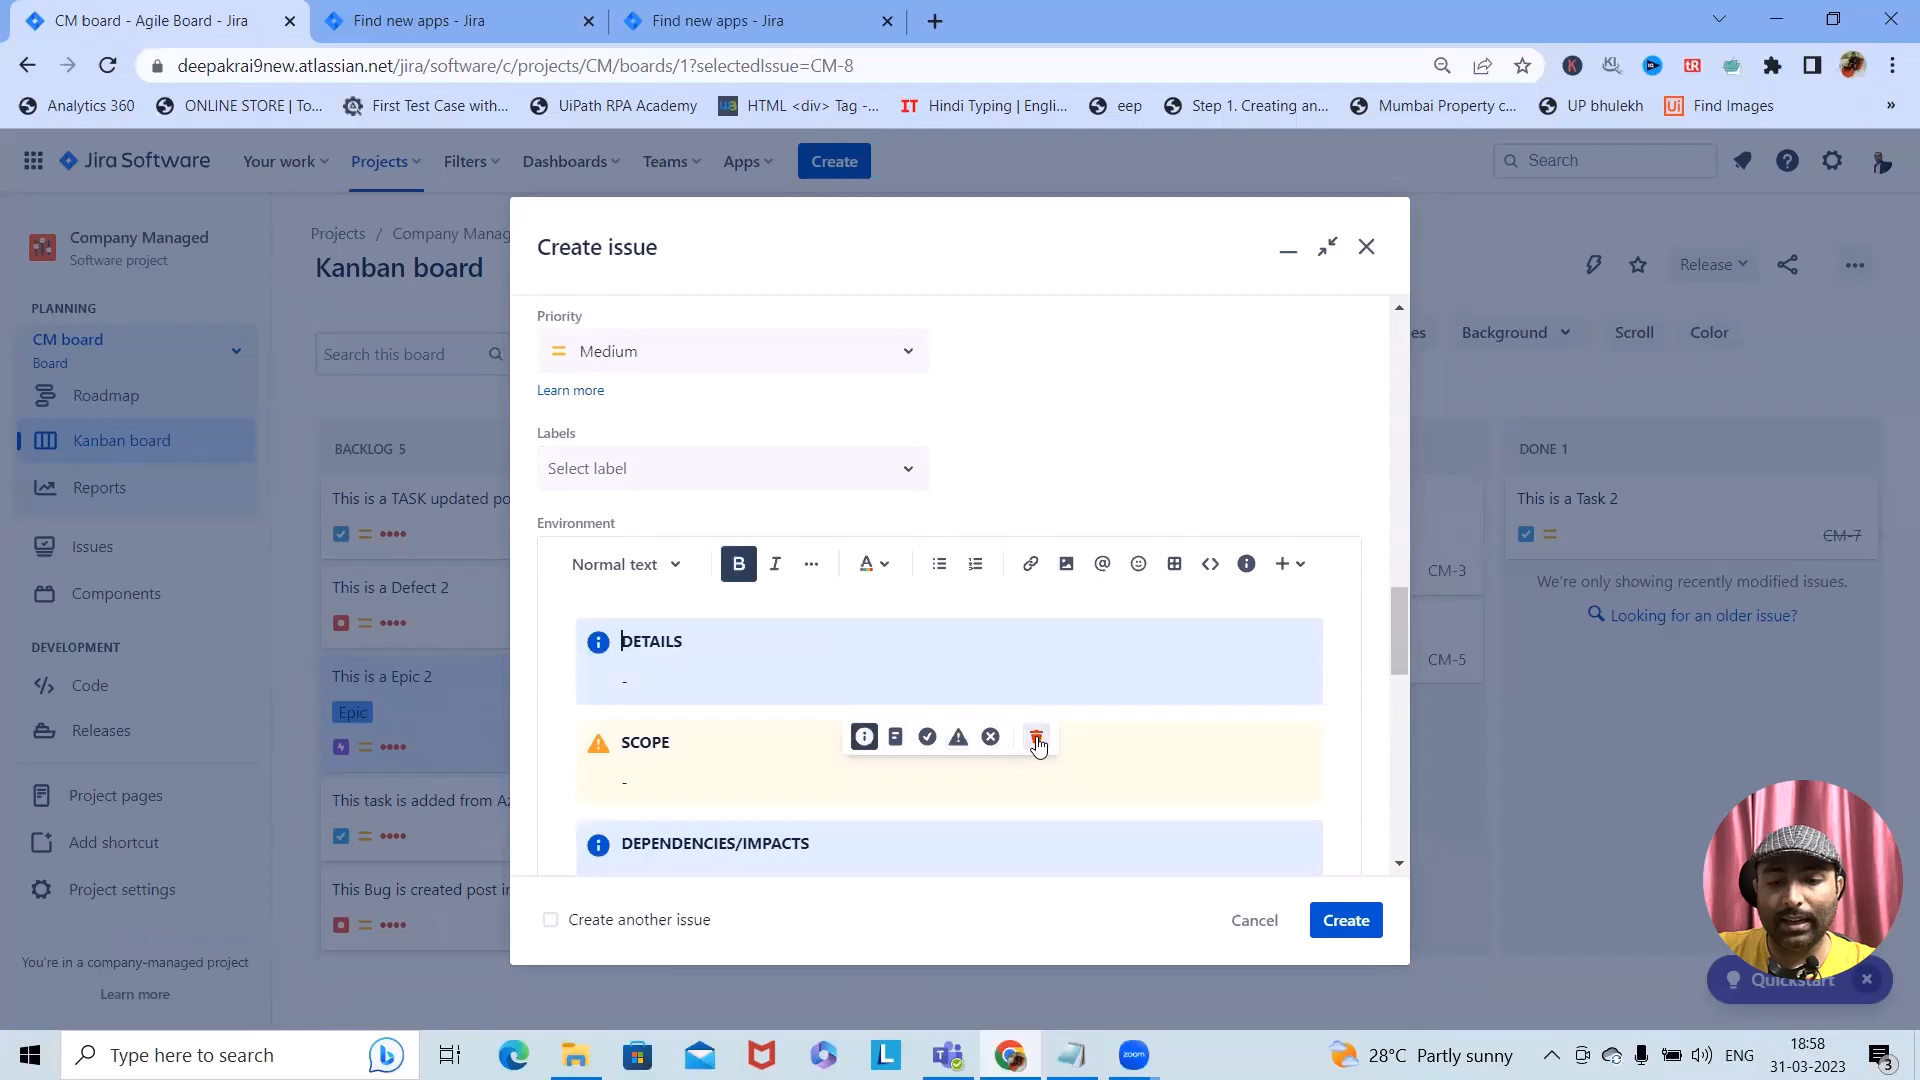 CM board - Agile Board - Jira
Find new apps - Jira
Find new apps - Jira
deepakrai9new.atlassian.net/jira/software/c/projects/CM/boards/1?selectedIssue=CM-8
Analytics 360
ONLINE STORE | To...
First Test Case with...
UiPath RPA Academy
HTML <div> Tag -...
IT Hindi Typing | Engli...
eep
Step 1. Creating an...
Mumbai Property c...
UP bhulekh
Ui Find Images
»
Jira Software
Your work
Projects
Filters
Dashboards
Teams
Apps
Create
Search
Company Managed
Software project
PLANNING
CM board
Board
Roadmap
Kanban board
Reports
Issues
Components
DEVELOPMENT
Code
Releases
Project pages
Add shortcut
Project settings
You're in a company-managed project
Learn more
Projects / Company Manag
Kanban board
Release
Search this board
es
Background
Scroll
Color
BACKLOG 5
This is a TASK updated po
This is a Defect 2
This is a Epic 2
Epic
This task is added from Az
This Bug is created post in
Create issue
Priority
Medium
Learn more
Labels
Select label
Environment
Normal text
B I ... A
DETAILS
-
SCOPE
-
DEPENDENCIES/IMPACTS
Create another issue
Cancel
Create
CM-3
CM-5
DONE 1
This is a Task 2
CM-7
We're only showing recently modified issues.
Looking for an older issue?
Quickstart
Type here to search
L
zoom
28°C Partly sunny
ENG
18:58
31-03-2023
3